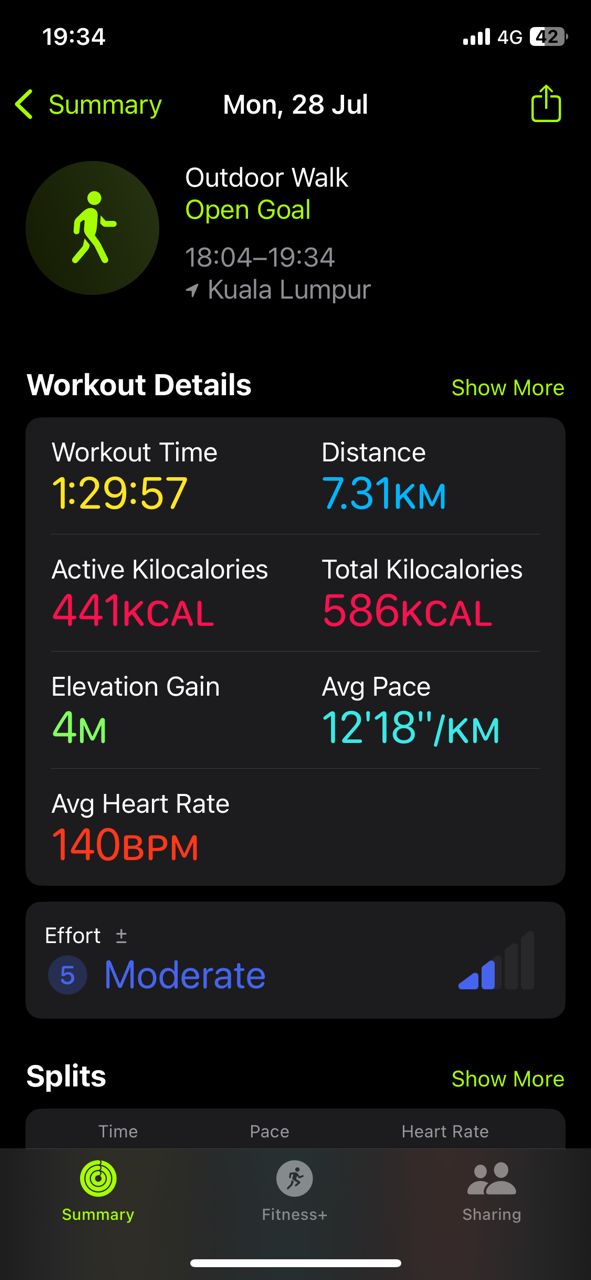 19:34
4G 42
Summary
Mon, 28 Jul
Outdoor Walk
Open Goal
18:04–19:34
Kuala Lumpur
Workout Details
Show More
Workout Time
Distance
1:29:57
7.31KM
Active Kilocalories
Total Kilocalories
441KCAL
586KCAL
Elevation Gain
Avg Pace
4M
12'18"/KM
Avg Heart Rate
140BPM
Effort ±
5 Moderate
Splits
Show More
Time Pace Heart Rate
Summary Fitness+ Sharing